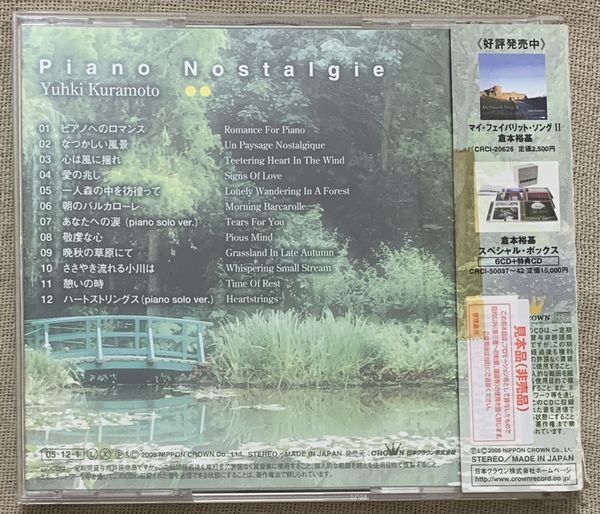 Piano Nostalgie
Yuhki Kuramoto
01 ピアノへのロマンス Romance For Piano
02 なつかしい風景 Un Paysage Nostalgique
03 心は風に揺れ Teetering Heart In The Wind
04 愛の兆し Signs Of Love
05 一人森の中を彷徨って Lonely Wandering In A Forest
06 朝のバルカローレ Morning Barcarolle
07 あなたへの涙 (piano solo ver.) Tears For You
08 敬虔な心 Pious Mind
09 晩秋の草原にて Grassland In Late Autumn
10 ささやき流れる小川は Whispering Small Stream
11 憩いの時 Time Of Rest
12 ハートストリングス (piano solo ver.) Heartstrings
05・12・1 L X Ⓟ&Ⓒ 2005 NIPPON CROWN Co., Ltd. STEREO/MADE IN JAPAN 発売元: CROWN 日本クラウン株式会社
《好評発売中》
マイ・フェイバリット・ソングⅡ
倉本裕基
CRCI-20626 定価2,500円
倉本裕基
スペシャル・ボックス
6CD+特典CD
CRCI-50037〜42 定価15,000円
見本品(非売品)
CROWN
Ⓟ&Ⓒ 2005 NIPPON CROWN Co., L
STEREO/MADE IN JAPAN
日本クラウン株式会社ホームページ
http://www.crownrecord.co.jp/